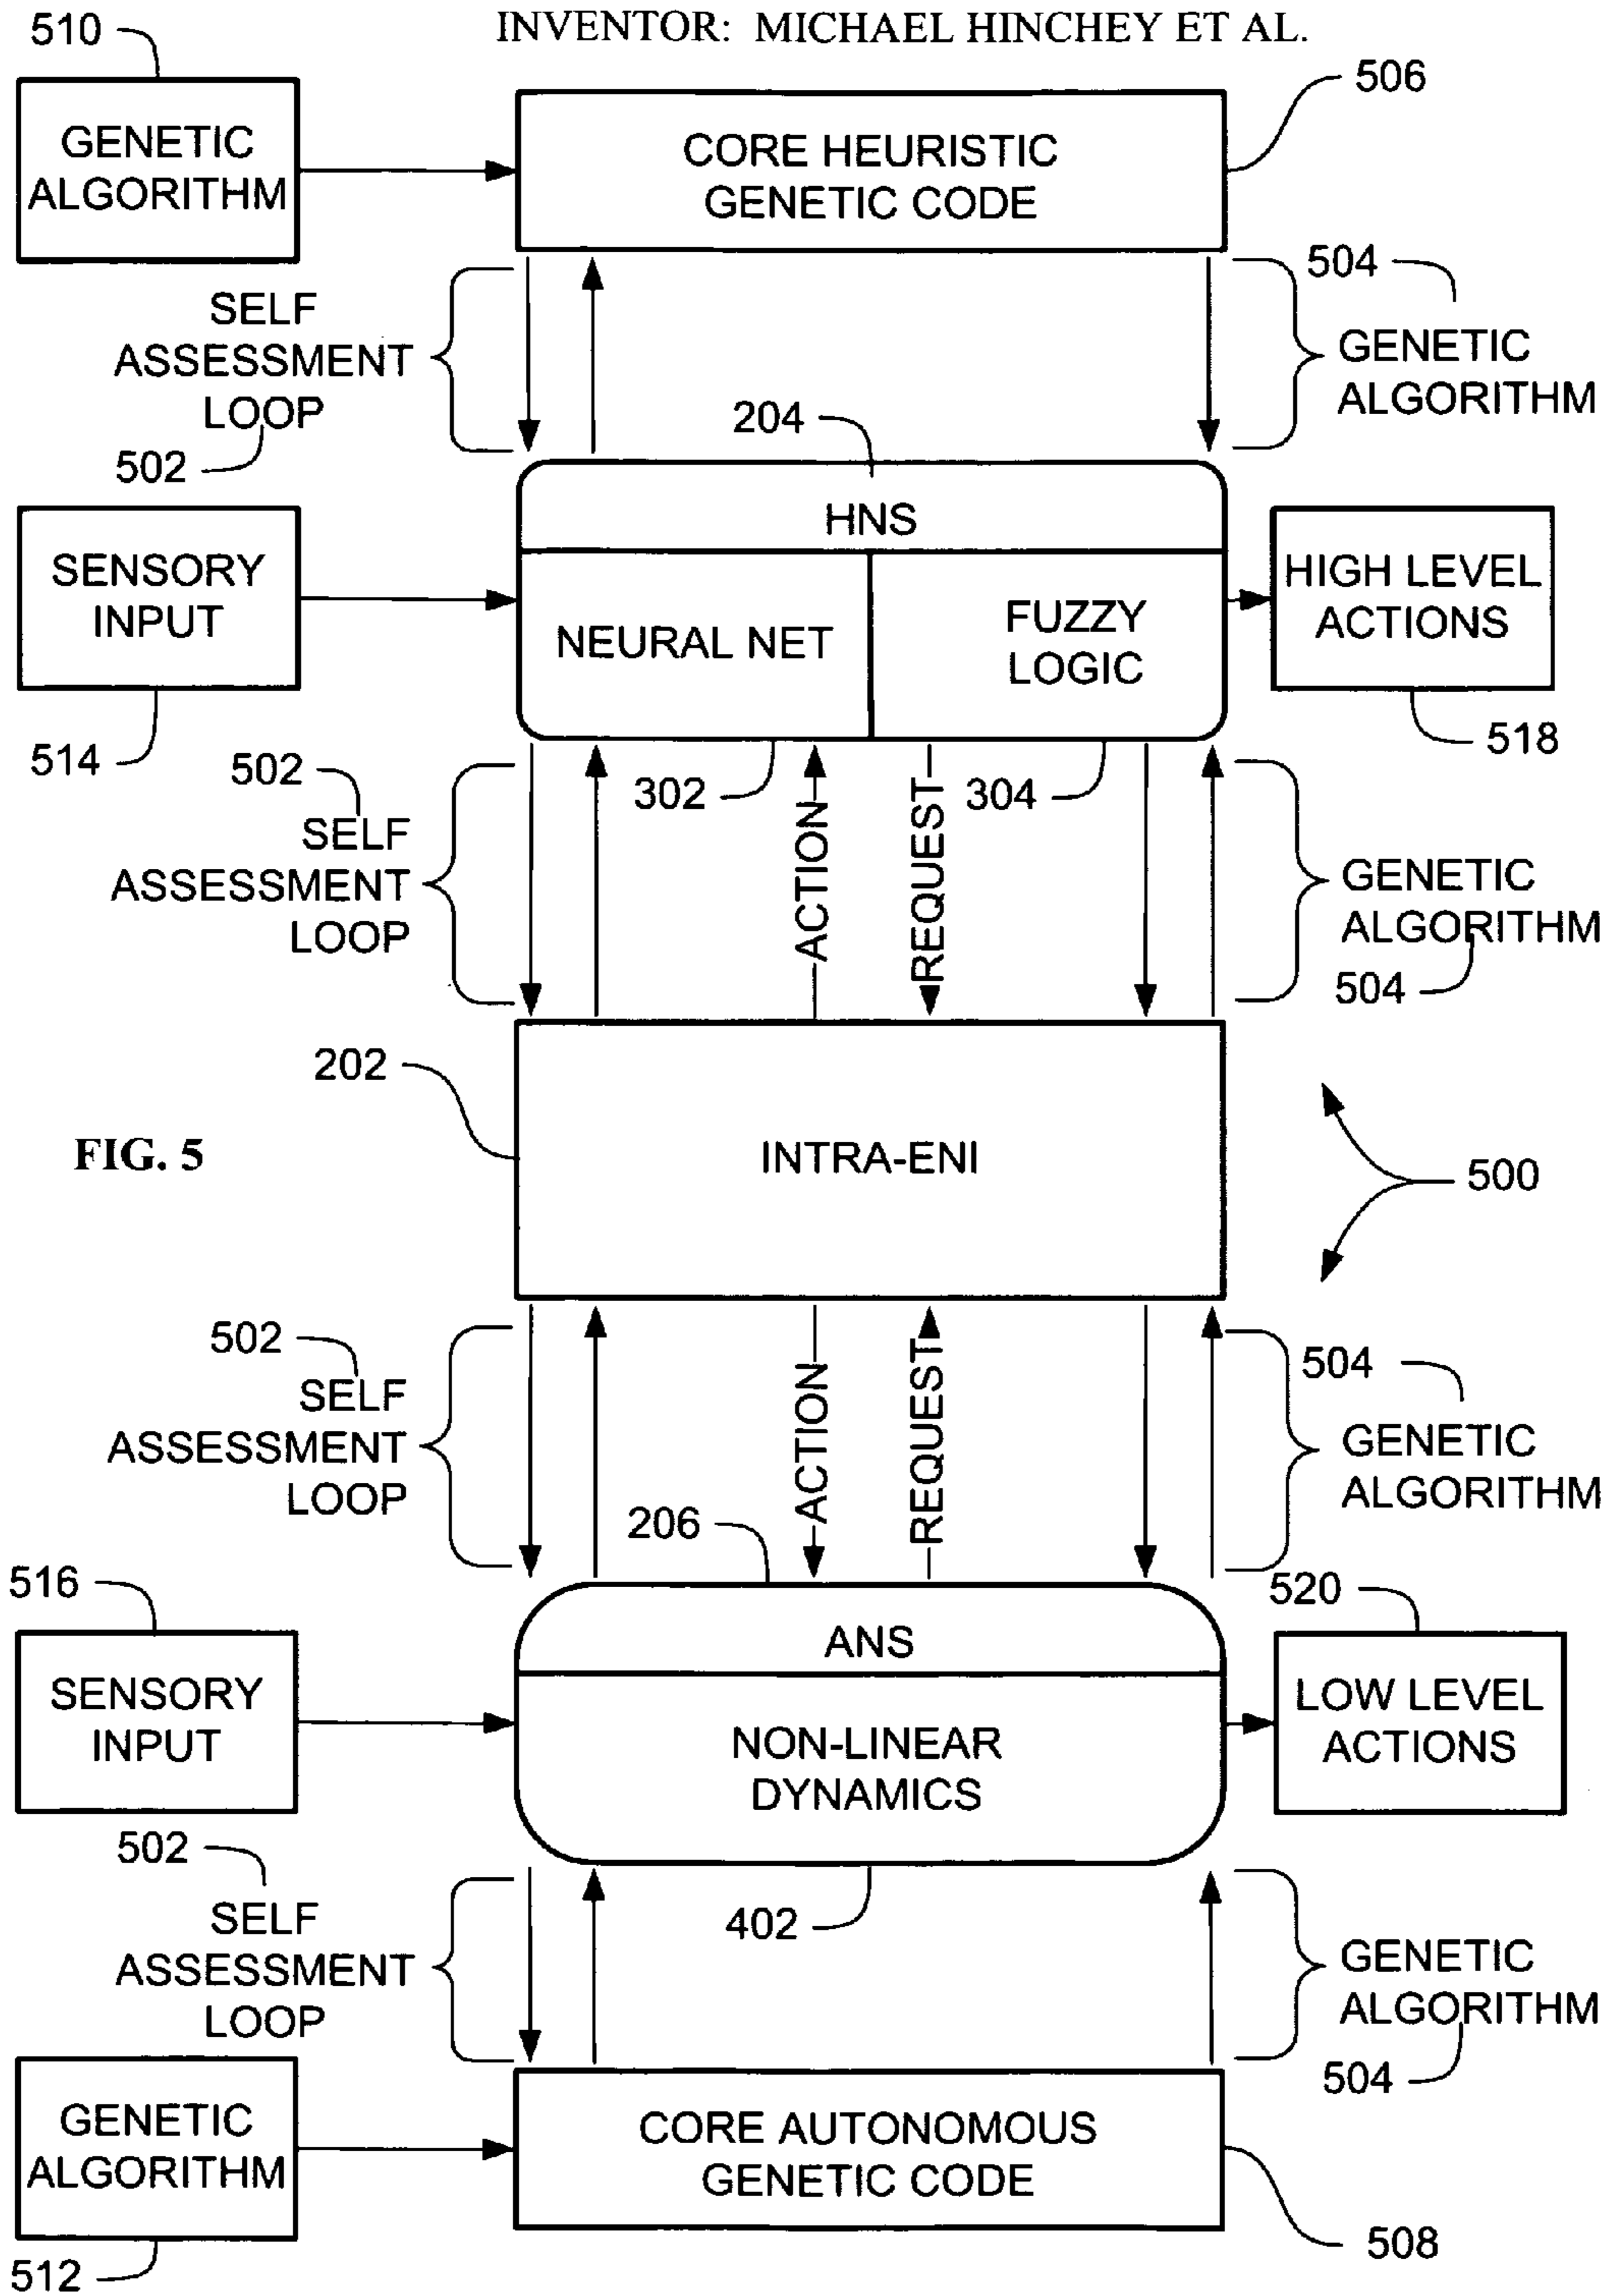 INVENTOR: MICHAEL HINCHEY ET AL.
510
GENETIC
ALGORITHM
CORE HEURISTIC
GENETIC CODE
506
SELF
ASSESSMENT
LOOP
502
504
GENETIC
ALGORITHM
204
HNS
NEURAL NET
FUZZY
LOGIC
SENSORY
INPUT
514
HIGH LEVEL
ACTIONS
518
502
SELF
ASSESSMENT
LOOP
302
ACTION
REQUEST
304
GENETIC
ALGORITHM
504
202
INTRA-ENI
FIG. 5
500
502
SELF
ASSESSMENT
LOOP
ACTION
REQUEST
504
GENETIC
ALGORITHM
206
516
SENSORY
INPUT
ANS
NON-LINEAR
DYNAMICS
520
LOW LEVEL
ACTIONS
502
SELF
ASSESSMENT
LOOP
402
GENETIC
ALGORITHM
504
GENETIC
ALGORITHM
512
CORE AUTONOMOUS
GENETIC CODE
508